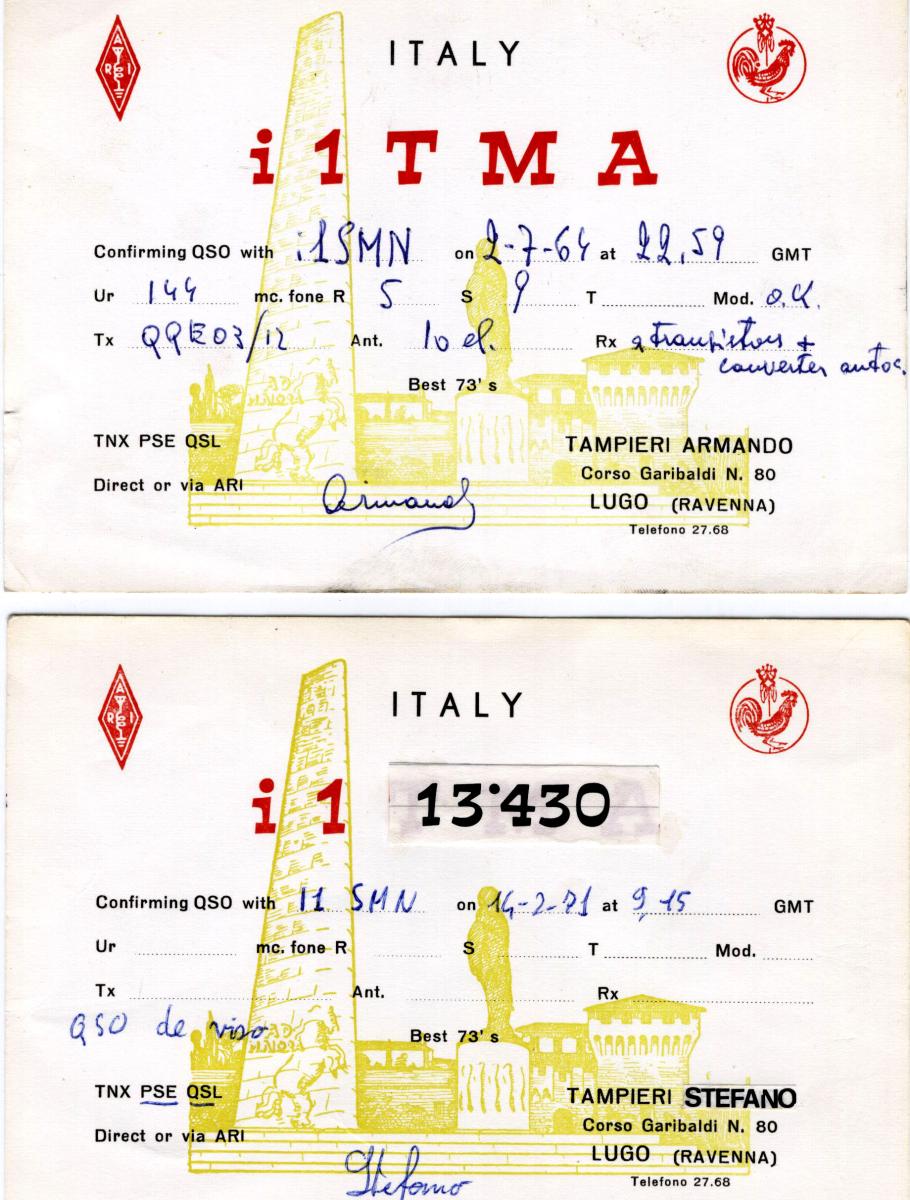 ITALY
A
R I
i1TMA
Confirming QSO with i1SMN on 2-7-64 at 22,59 GMT
Ur 144 mc. fone R 5 S 9 T Mod. O.K.
Tx QQE03/12 Ant. 10 el. Rx a transistors +
converter autoc.
Best 73's
TNX PSE QSL
TAMPIERI ARMANDO
Direct or via ARI
Corso Garibaldi N. 80
Armando
LUGO (RAVENNA)
Telefono 27.68
ITALY
A
R I
i1 13·430
Confirming QSO with I1 SMN on 14-2-71 at 9,15 GMT
Ur mc. fone R S T Mod.
Tx Ant. Rx
QSO de viso
Best 73's
TNX PSE QSL
TAMPIERI STEFANO
Direct or via ARI
Corso Garibaldi N. 80
Stefano
LUGO (RAVENNA)
Telefono 27.68